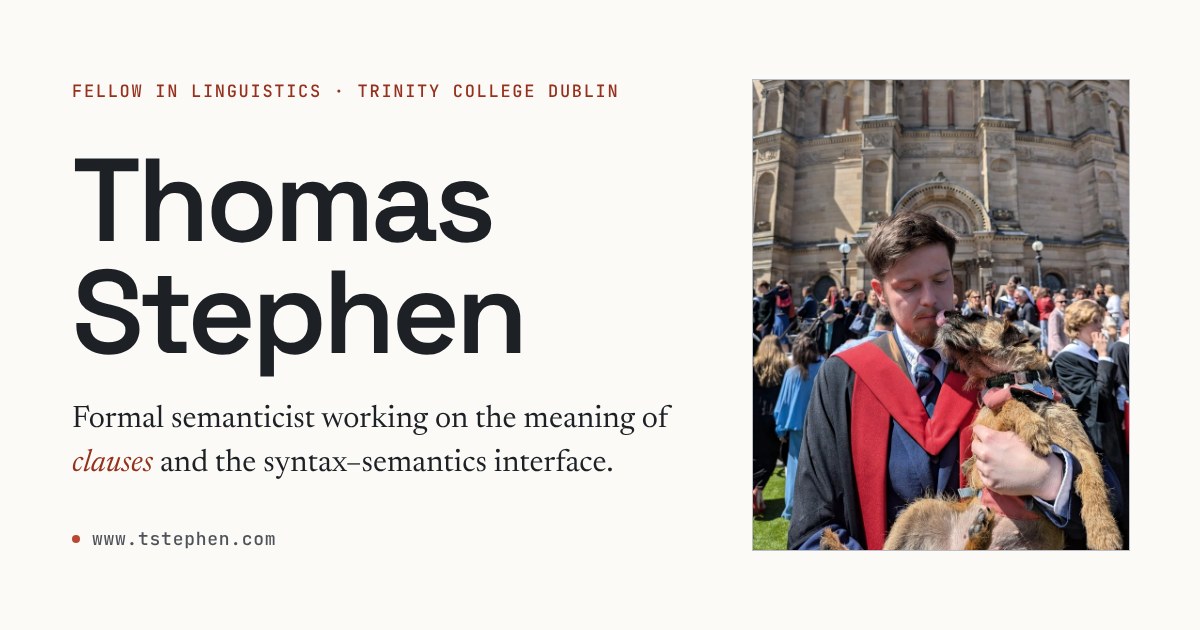 FELLOW IN LINGUISTICS · TRINITY COLLEGE DUBLIN
Thomas
Stephen
Formal semanticist working on the meaning of
clauses and the syntax–semantics interface.
www.tstephen.com